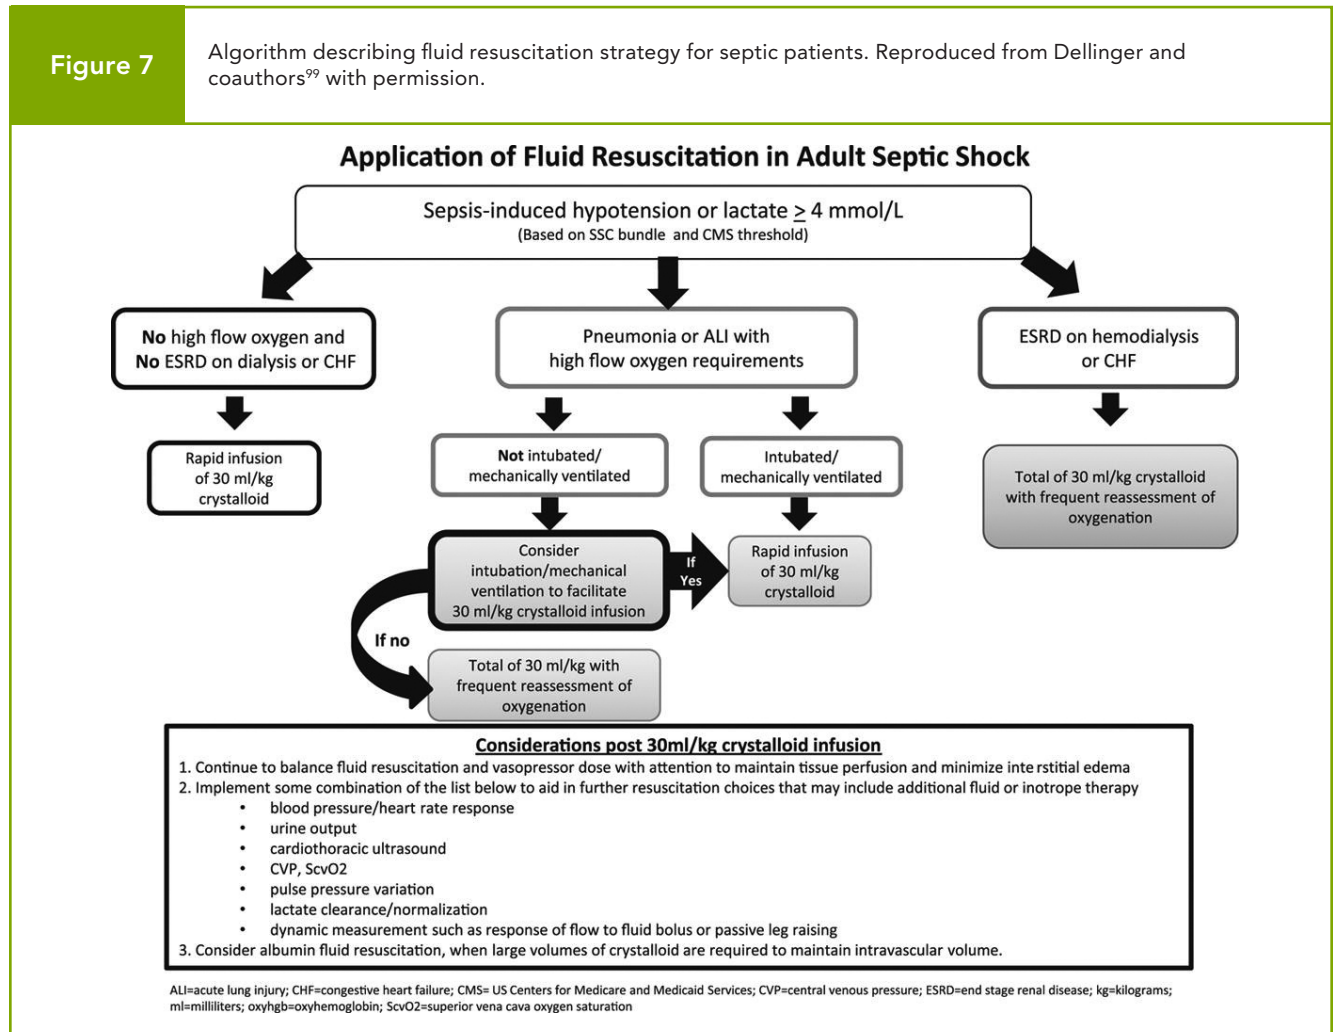 Figure 7
Algorithm describing fluid resuscitation strategy for septic patients. Reproduced from Dellinger and
coauthors99 with permission.
Application of Fluid Resuscitation in Adult Septic Shock
Sepsis-induced hypotension or lactate ≥ 4 mmol/L
(Based on SSC bundle and CMS threshold)
No high flow oxygen and
No ESRD on dialysis or CHF
Pneumonia or ALI with
high flow oxygen requirements
ESRD on hemodialysis
or CHF
Rapid infusion
of 30 ml/kg
crystalloid
Not intubated/
mechanically ventilated
Intubated/
mechanically ventilated
Total of 30 ml/kg crystalloid
with frequent reassessment of
oxygenation
Consider
intubation/mechanical
ventilation to facilitate
30 ml/kg crystalloid infusion
If
Yes
Rapid infusion
of 30 ml/kg
crystalloid
If no
Total of 30 ml/kg with
frequent reassessment of
oxygenation
Considerations post 30ml/kg crystalloid infusion
1. Continue to balance fluid resuscitation and vasopressor dose with attention to maintain tissue perfusion and minimize interstitial edema
2. Implement some combination of the list below to aid in further resuscitation choices that may include additional fluid or inotrope therapy
• blood pressure/heart rate response
• urine output
• cardiothoracic ultrasound
• CVP, ScvO2
• pulse pressure variation
• lactate clearance/normalization
• dynamic measurement such as response of flow to fluid bolus or passive leg raising
3. Consider albumin fluid resuscitation, when large volumes of crystalloid are required to maintain intravascular volume.
ALI=acute lung injury; CHF=congestive heart failure; CMS= US Centers for Medicare and Medicaid Services; CVP=central venous pressure; ESRD=end stage renal disease; kg=kilograms;
ml=milliliters; oxyhgb=oxyhemoglobin; ScvO2=superior vena cava oxygen saturation